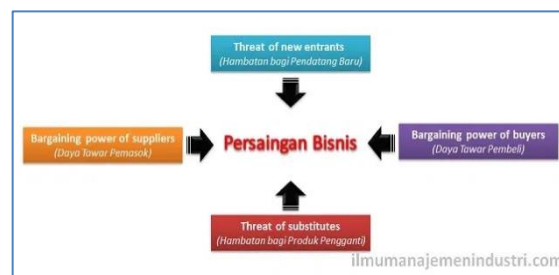 Threat of new entrants
(Hambatan bagi Pendatang Baru)
Bargaining power of suppliers
(Daya Tawar Pemasok)
Persaingan Bisnis
Bargaining power of buyers
(Daya Tawar Pembeli)
Threat of substitutes
(Hambatan bagi Produk Pengganti)
ilmumanajemenindustri.com